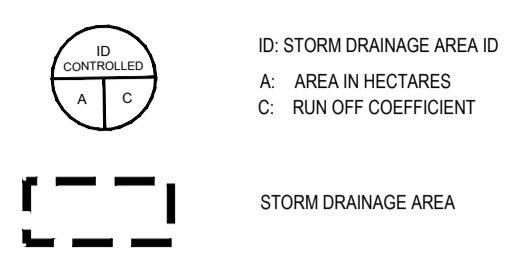 ID
CONTROLLED
A C
ID: STORM DRAINAGE AREA ID
A: AREA IN HECTARES
C: RUN OFF COEFFICIENT
STORM DRAINAGE AREA